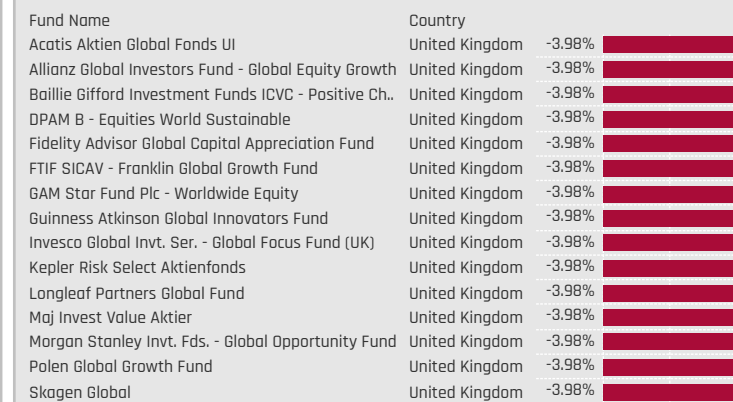 Fund Name Country
Acatis Aktien Global Fonds UI United Kingdom -3.98%
Allianz Global Investors Fund - Global Equity Growth United Kingdom -3.98%
Baillie Gifford Investment Funds ICVC - Positive Ch.. United Kingdom -3.98%
DPAM B - Equities World Sustainable United Kingdom -3.98%
Fidelity Advisor Global Capital Appreciation Fund United Kingdom -3.98%
FTIF SICAV - Franklin Global Growth Fund United Kingdom -3.98%
GAM Star Fund Plc - Worldwide Equity United Kingdom -3.98%
Guinness Atkinson Global Innovators Fund United Kingdom -3.98%
Invesco Global Invt. Ser. - Global Focus Fund (UK) United Kingdom -3.98%
Kepler Risk Select Aktienfonds United Kingdom -3.98%
Longleaf Partners Global Fund United Kingdom -3.98%
Maj Invest Value Aktier United Kingdom -3.98%
Morgan Stanley Invt. Fds. - Global Opportunity Fund United Kingdom -3.98%
Polen Global Growth Fund United Kingdom -3.98%
Skagen Global United Kingdom -3.98%